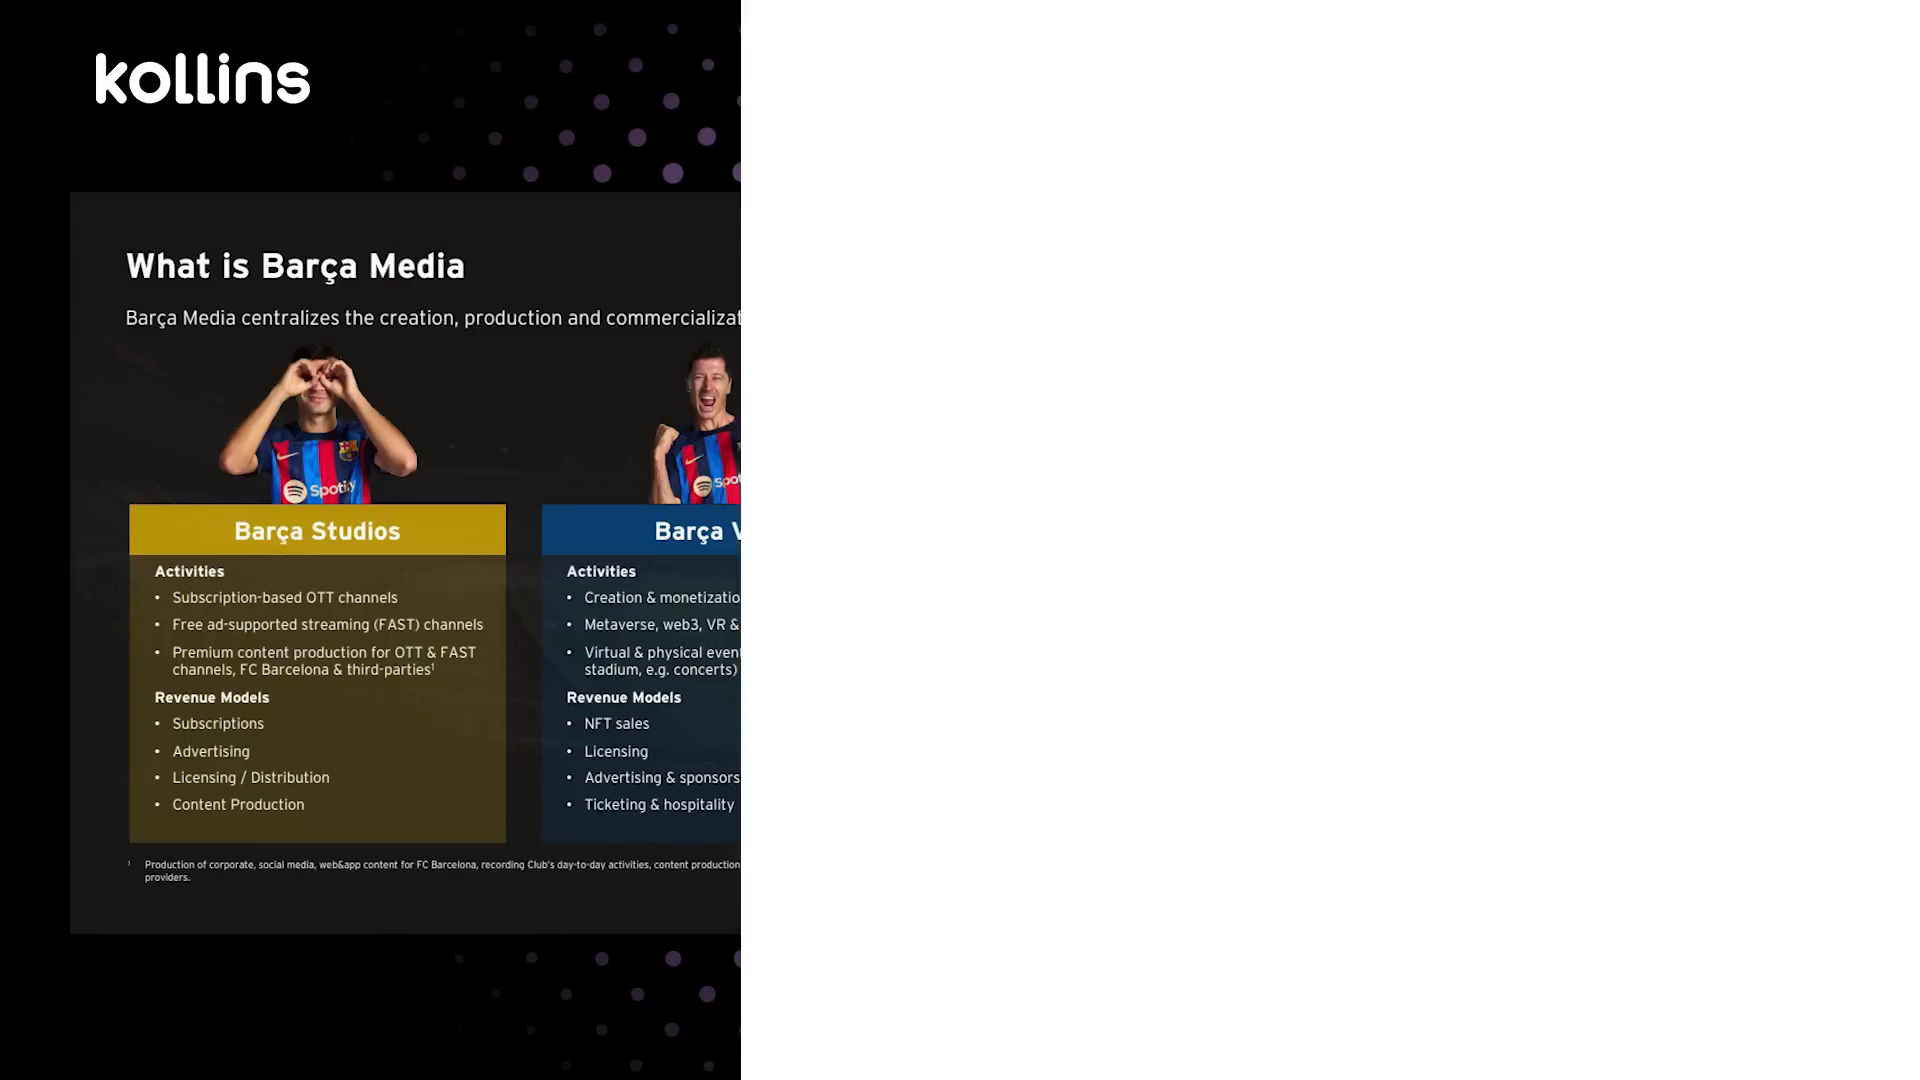 kollins
What is Barça Media
Barça Media centralizes the creation, production and
Spotify
Barça Studios
Activities
• Subscription-based OTT channels
• Free ad-supported streaming (FAST) channels
• Premium content production for OTT & FAST
channels, FC Barcelona & third-parties¹
Revenue Models
• Subscriptions
• Advertising
• Licensing / Distribution
• Content Production
Barça
Activities
• Creation &
• Metaverse, web3, VR &
• Virtual & physical
stadium, e.g. concerts)
Revenue Models
• NFT sales
• Licensing
• Advertising &
• Ticketing & hospitality
¹ Production of corporate, social media, web&app content for FC Barcelona, recording Club's day-to-day activities, content production
providers.